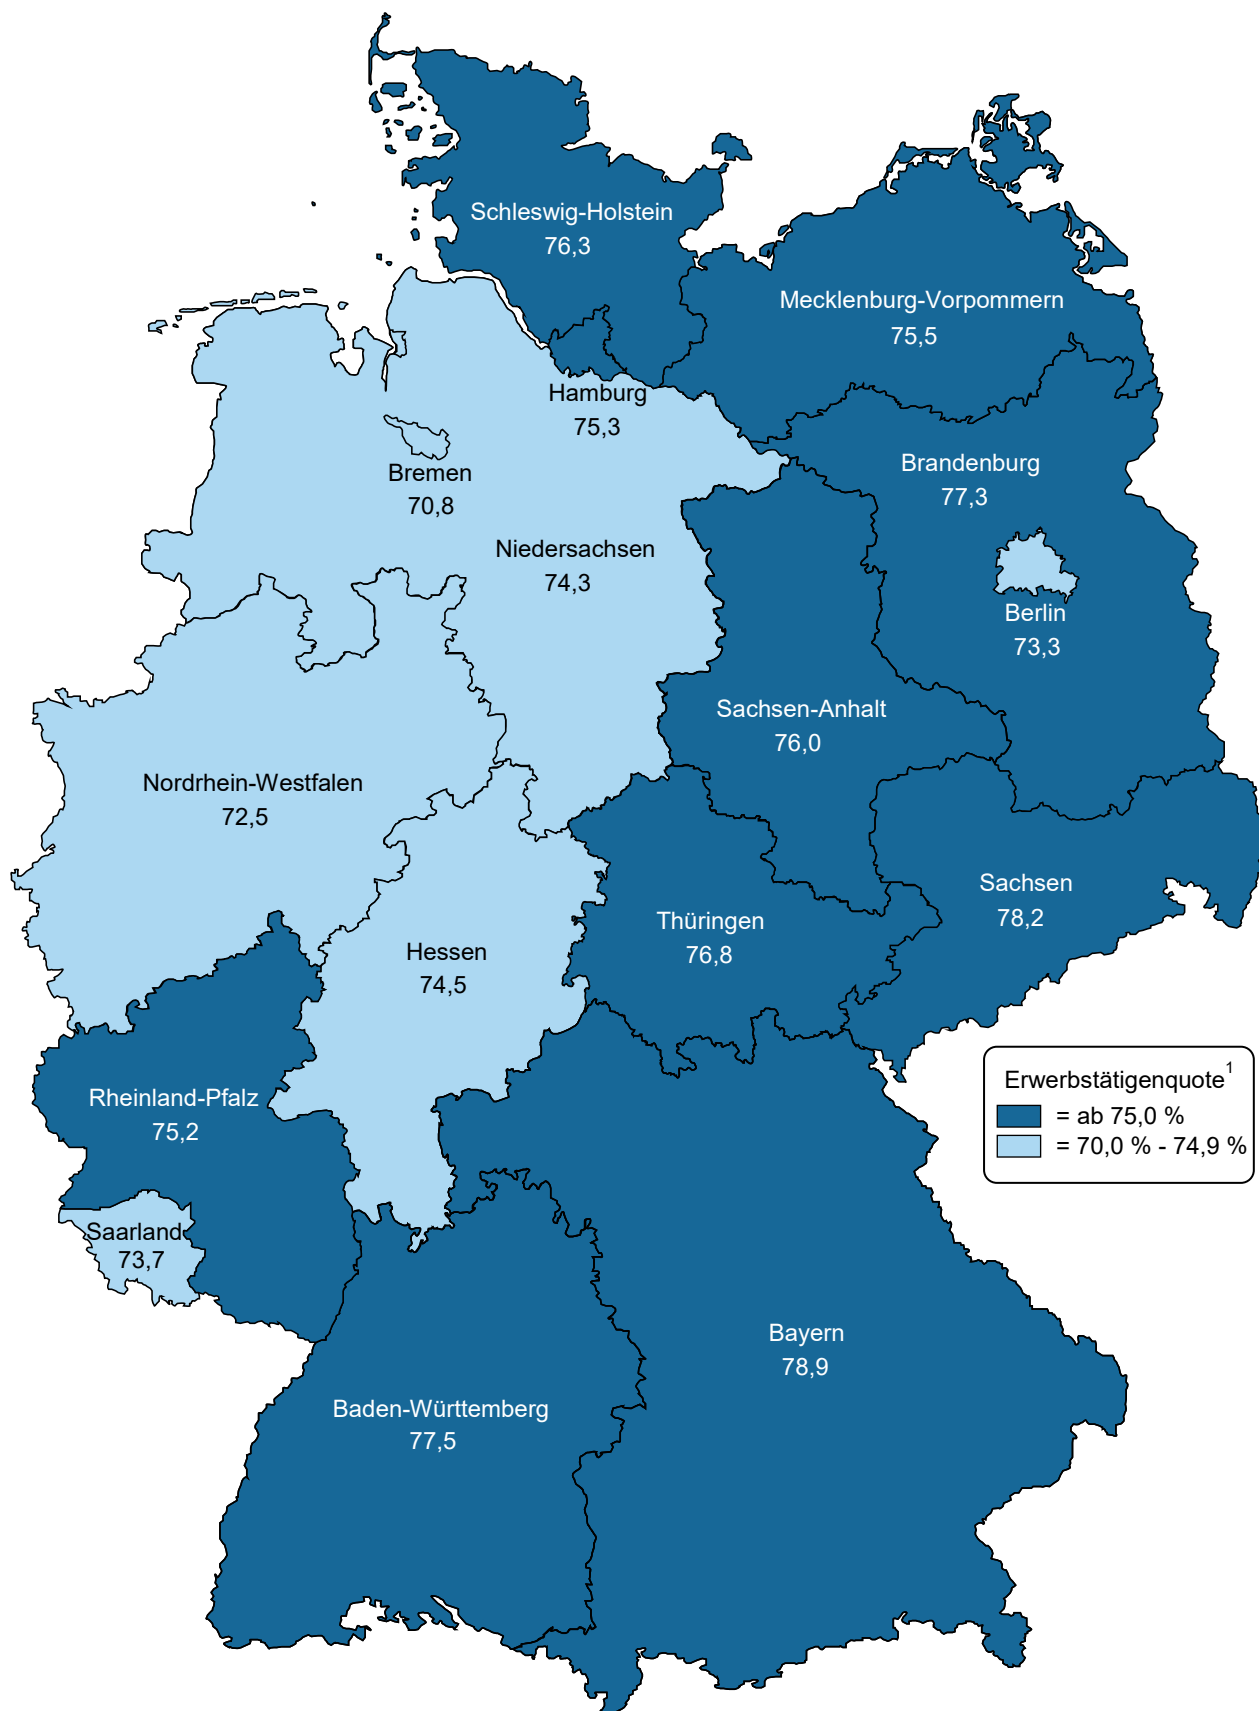 Schleswig-Holstein
76,3
Mecklenburg-Vorpommern
75,5
Hamburg
75,3
Bremen
70,8
Brandenburg
77,3
Niedersachsen
74,3
Berlin
73,3
Sachsen-Anhalt
76,0
Nordrhein-Westfalen
72,5
Sachsen
78,2
Thüringen
76,8
Hessen
74,5
Rheinland-Pfalz
75,2
Saarland
73,7
Bayern
78,9
Baden-Württemberg
77,5
Erwerbstätigenquote¹
= ab 75,0 %
= 70,0 % - 74,9 %